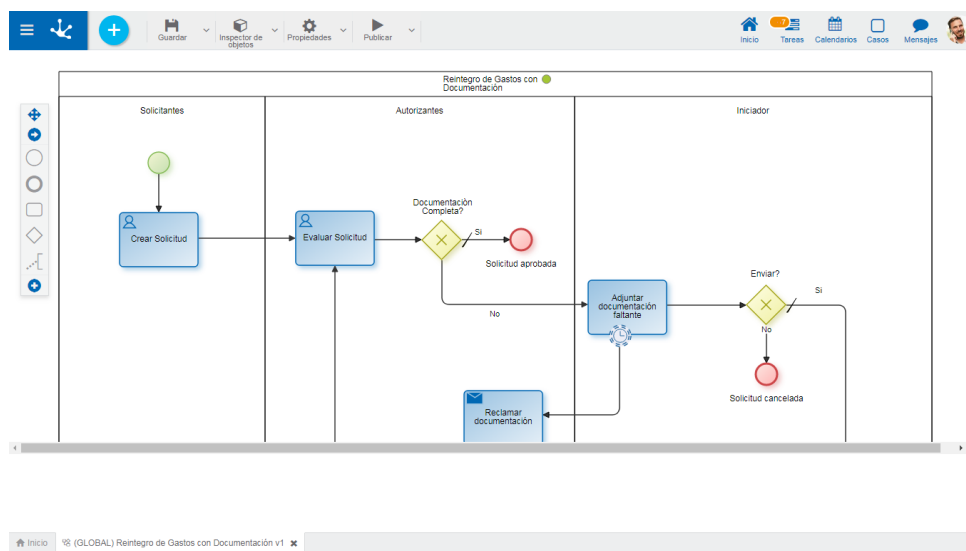 Guardar
Inspector de
objetos
Propiedades
Publicar
Inicio
7
Tareas
Calendarios
Casos
Mensajes
Reintegro de Gastos con
Documentación
Solicitantes
Autorizantes
Iniciador
Crear Solicitud
Evaluar Solicitud
Documentación
Completa?
Si
Solicitud aprobada
No
Adjuntar
documentación
faltante
Enviar?
Si
No
Solicitud cancelada
Reclamar
documentación
Inicio
(GLOBAL) Reintegro de Gastos con Documentación v1